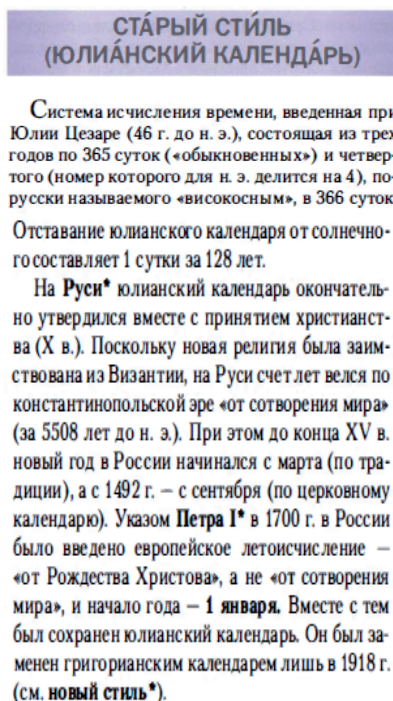 СТА́РЫЙ СТИ́ЛЬ
(ЮЛИА́НСКИЙ КАЛЕНДА́РЬ)
Система исчисления времени, введенная при
Юлии Цезаре (46 г. до н. э.), состоящая из трех
годов по 365 суток («обыкновенных») и четвер-
того (номер которого для н. э. делится на 4), по-
русски называемого «високосным», в 366 суток
Отставание юлианского календаря от солнечно-
го составляет 1 сутки за 128 лет.
На Руси* юлианский календарь окончатель-
но утвердился вместе с принятием христианст-
ва (X в.). Поскольку новая религия была заим-
ствована из Византии, на Руси счет лет велся по
константинопольской эре «от сотворения мира»
(за 5508 лет до н. э.). При этом до конца XV в.
новый год в России начинался с марта (по тра-
диции), а с 1492 г. – с сентября (по церковному
календарю). Указом Петра I* в 1700 г. в России
было введено европейское летоисчисление –
«от Рождества Христова», а не «от сотворения
мира», и начало года – 1 января. Вместе с тем
был сохранен юлианский календарь. Он был за-
менен григорианским календарем лишь в 1918 г.
(см. новый стиль*).